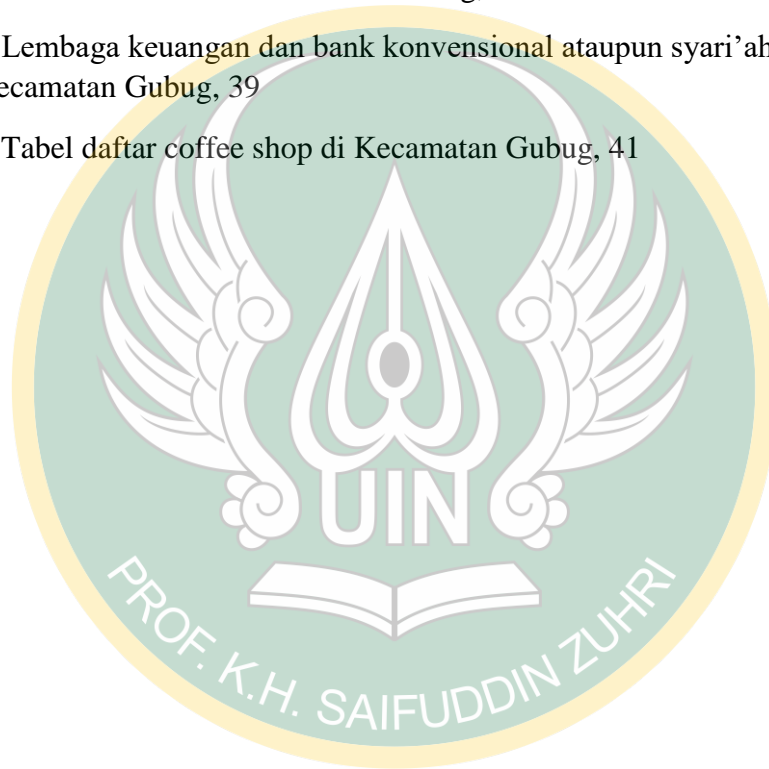 Lembaga keuangan dan bank konvensional ataupun syari’ah
Gubug, 39
Tabel daftar coffee shop di Kecamatan Gubug, 41
UIN
PROF. K.H. SAIFUDDIN ZUHRI